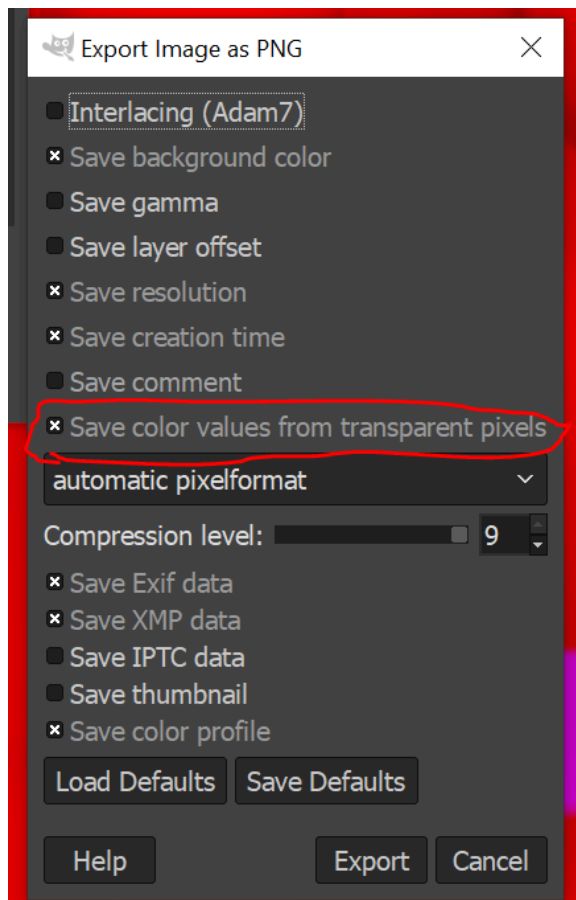 Export Image as PNG
Interlacing (Adam7)
Save background color
Save gamma
Save layer offset
Save resolution
Save creation time
Save comment
Save color values from transparent pixels
automatic pixelformat
Compression level: 9
Save Exif data
Save XMP data
Save IPTC data
Save thumbnail
Save color profile
Load Defaults Save Defaults
Help Export Cancel